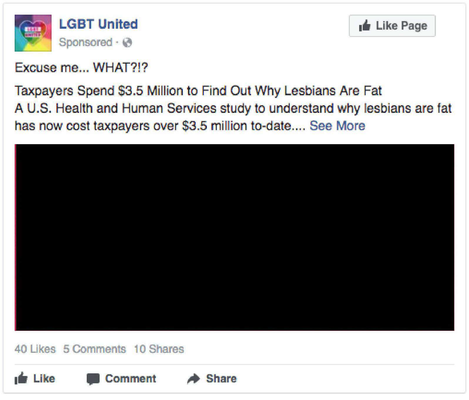 LGBT United
Like Page
Sponsored ·
Excuse me... WHAT?!?
Taxpayers Spend $3.5 Million to Find Out Why Lesbians Are Fat
A U.S. Health and Human Services study to understand why lesbians are fat
has now cost taxpayers over $3.5 million to-date.... See More
40 Likes 5 Comments 10 Shares
Like Comment Share